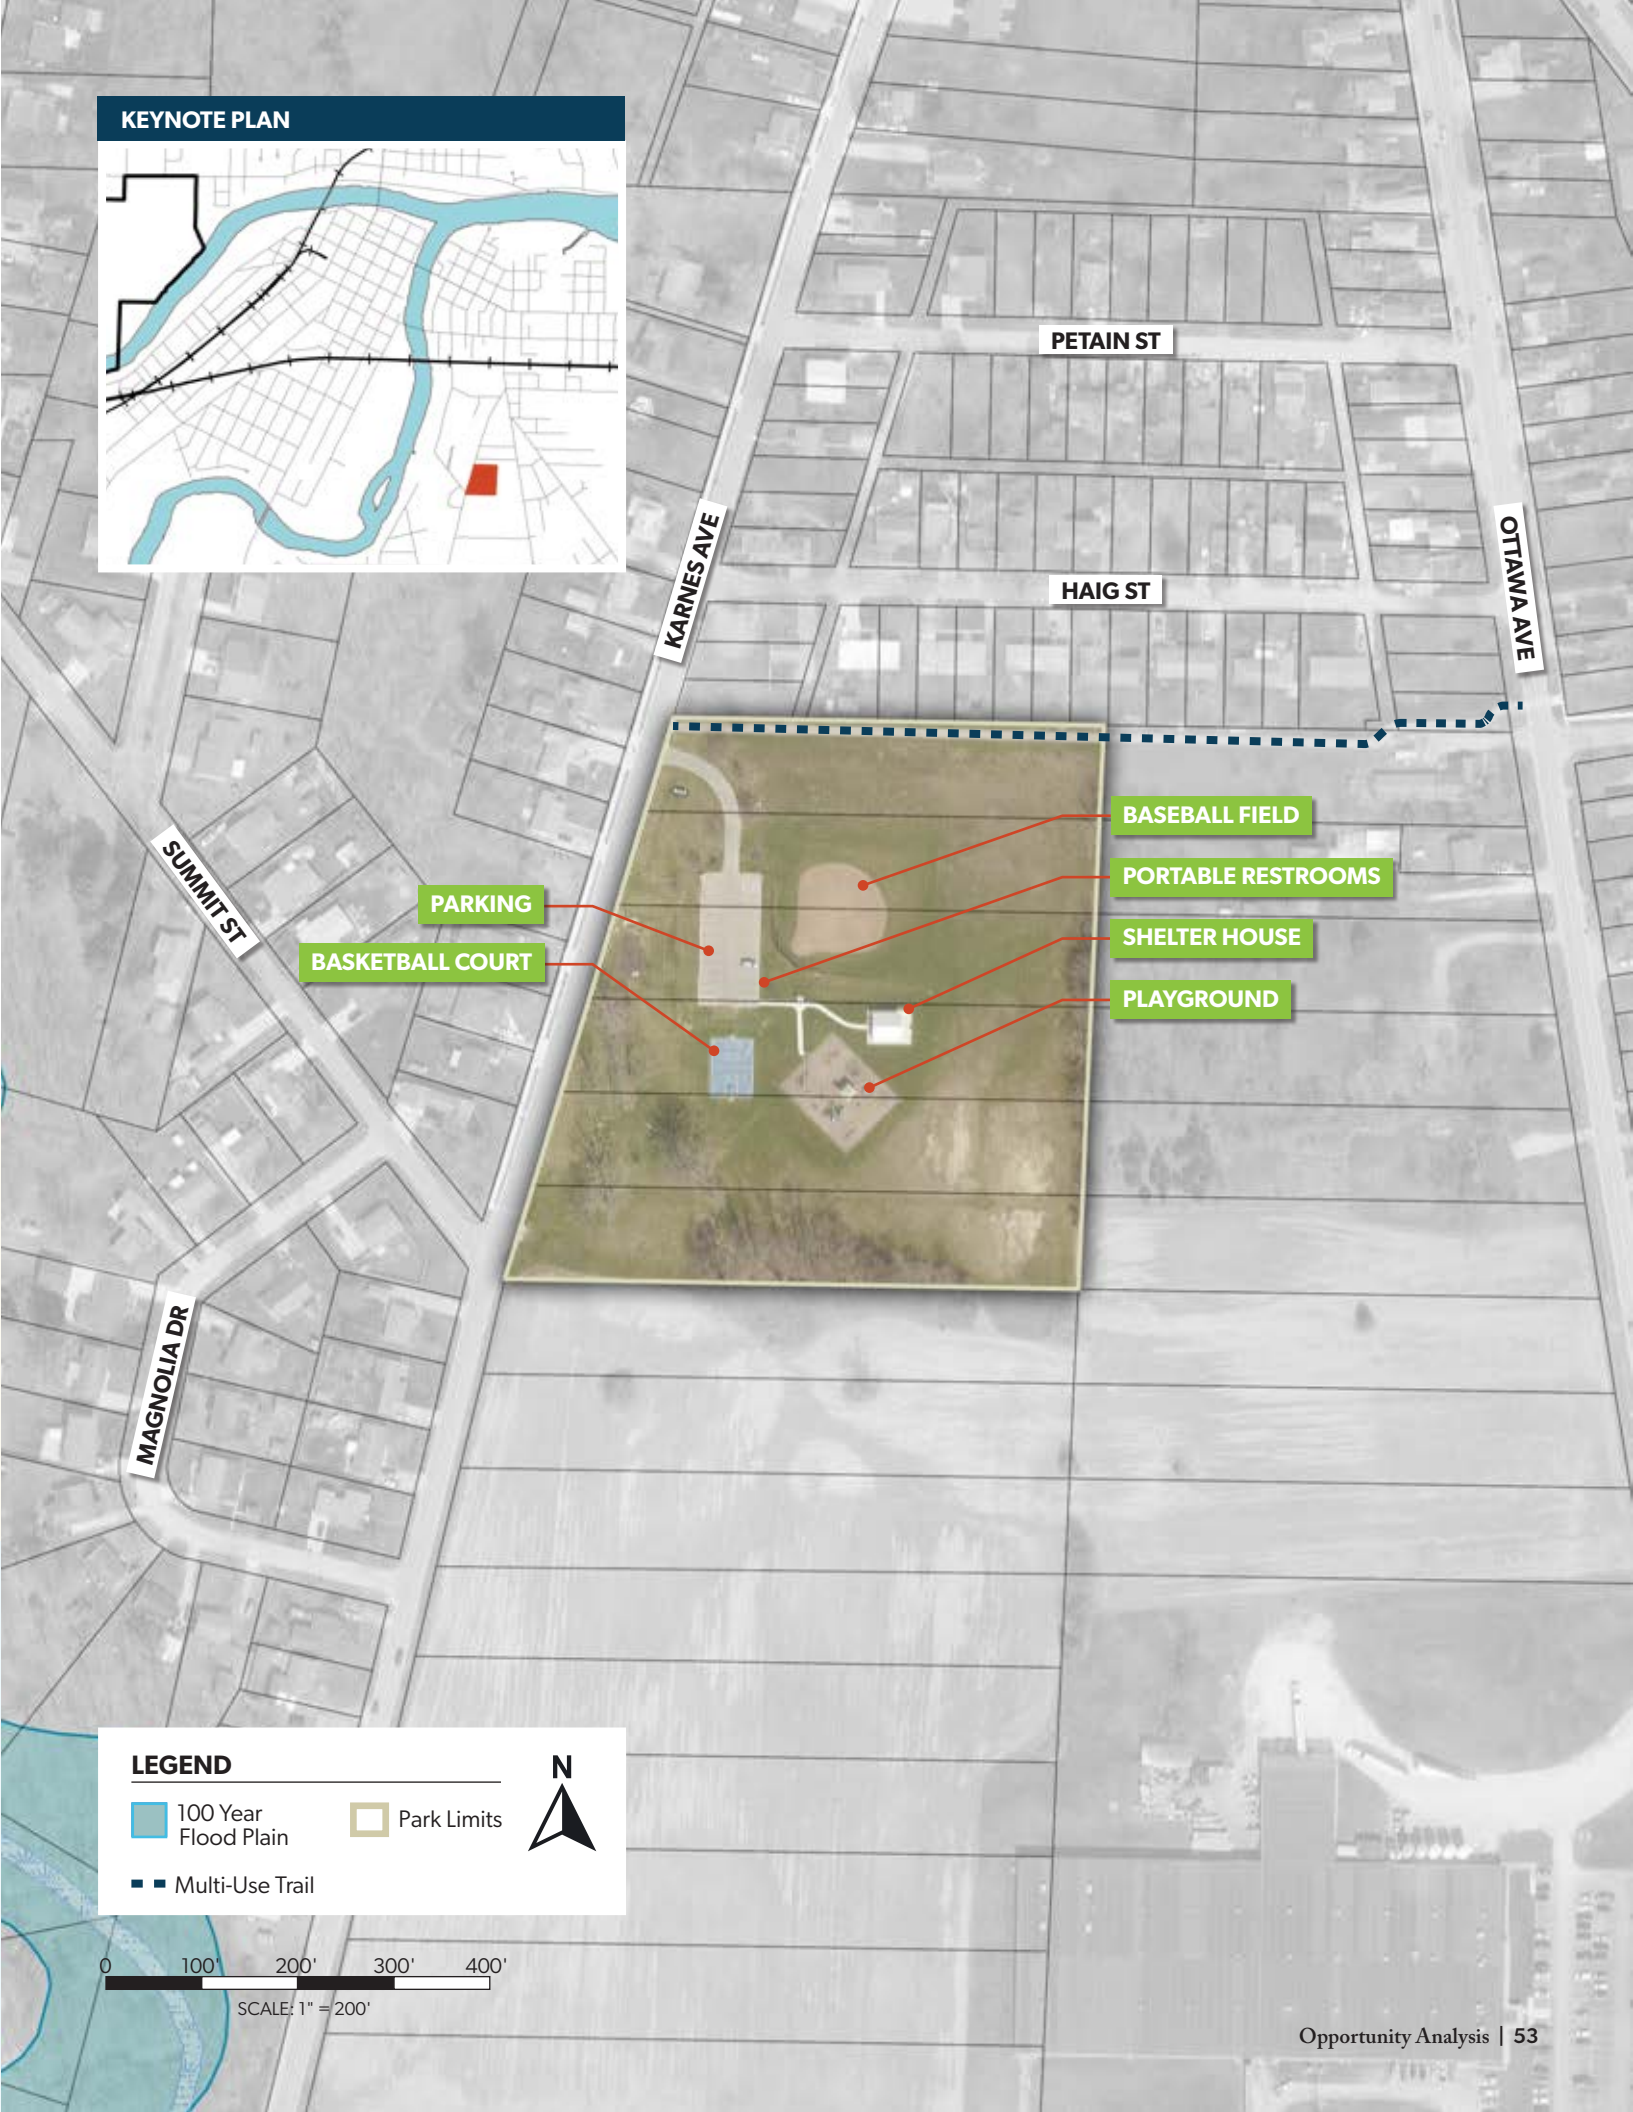 KEYNOTE PLAN
PETAIN ST
KARNES AVE
HAIG ST
OTTAWA AVE
SUMMIT ST
BASEBALL FIELD
PORTABLE RESTROOMS
PARKING
SHELTER HOUSE
BASKETBALL COURT
PLAYGROUND
MAGNOLIA DR
LEGEND
N
100 Year
Flood Plain
Park Limits
Multi-Use Trail
0 100' 200' 300' 400'
SCALE: 1" = 200'
Opportunity Analysis | 53